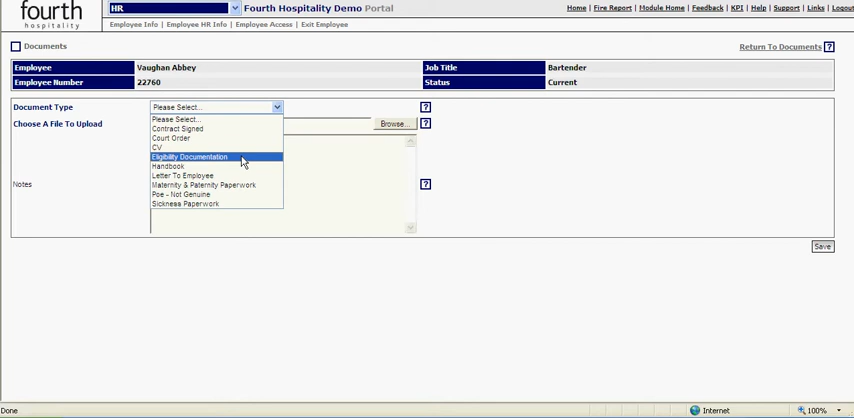 fourth
hospitality
HR
Fourth Hospitality Demo Portal
Home | Fire Report | Module Home | Feedback | KPI | Help | Support | Links | Logout
Employee Info | Employee HR Info | Employee Access | Exit Employee
Documents
Return To Documents ?
Employee Vaughan Abbey Job Title Bartender
Employee Number 22760 Status Current
Document Type Please Select... ?
Please Select...
Choose A File To Upload Browse... ?
Contract Signed
Court Order
CV
Eligibility Documentation
Handbook
Letter To Employee
Notes ?
Maternity & Paternity Paperwork
Poe - Not Genuine
Sickness Paperwork
Save
Done Internet 100%